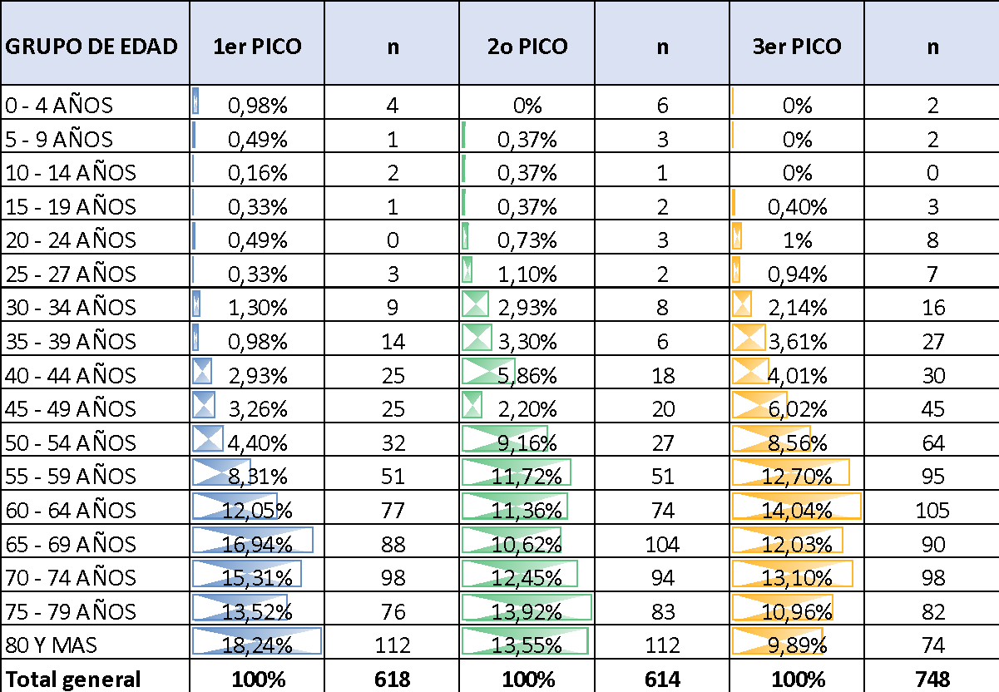 GRUPO DE EDAD 1er PICO n 2o PICO n 3er PICO n
0 - 4 AÑOS 0,98% 4 0% 6 0% 2
5 - 9 AÑOS 0,49% 1 0,37% 3 0% 2
10 - 14 AÑOS 0,16% 2 0,37% 1 0% 0
15 - 19 AÑOS 0,33% 1 0,37% 2 0,40% 3
20 - 24 AÑOS 0,49% 0 0,73% 3 1% 8
25 - 27 AÑOS 0,33% 3 1,10% 2 0,94% 7
30 - 34 AÑOS 1,30% 9 2,93% 8 2,14% 16
35 - 39 AÑOS 0,98% 14 3,30% 6 3,61% 27
40 - 44 AÑOS 2,93% 25 5,86% 18 4,01% 30
45 - 49 AÑOS 3,26% 25 2,20% 20 6,02% 45
50 - 54 AÑOS 4,40% 32 9,16% 27 8,56% 64
55 - 59 AÑOS 8,31% 51 11,72% 51 12,70% 95
60 - 64 AÑOS 12,05% 77 11,36% 74 14,04% 105
65 - 69 AÑOS 16,94% 88 10,62% 104 12,03% 90
70 - 74 AÑOS 15,31% 98 12,45% 94 13,10% 98
75 - 79 AÑOS 13,52% 76 13,92% 83 10,96% 82
80 Y MAS 18,24% 112 13,55% 112 9,89% 74
Total general 100% 618 100% 614 100% 748